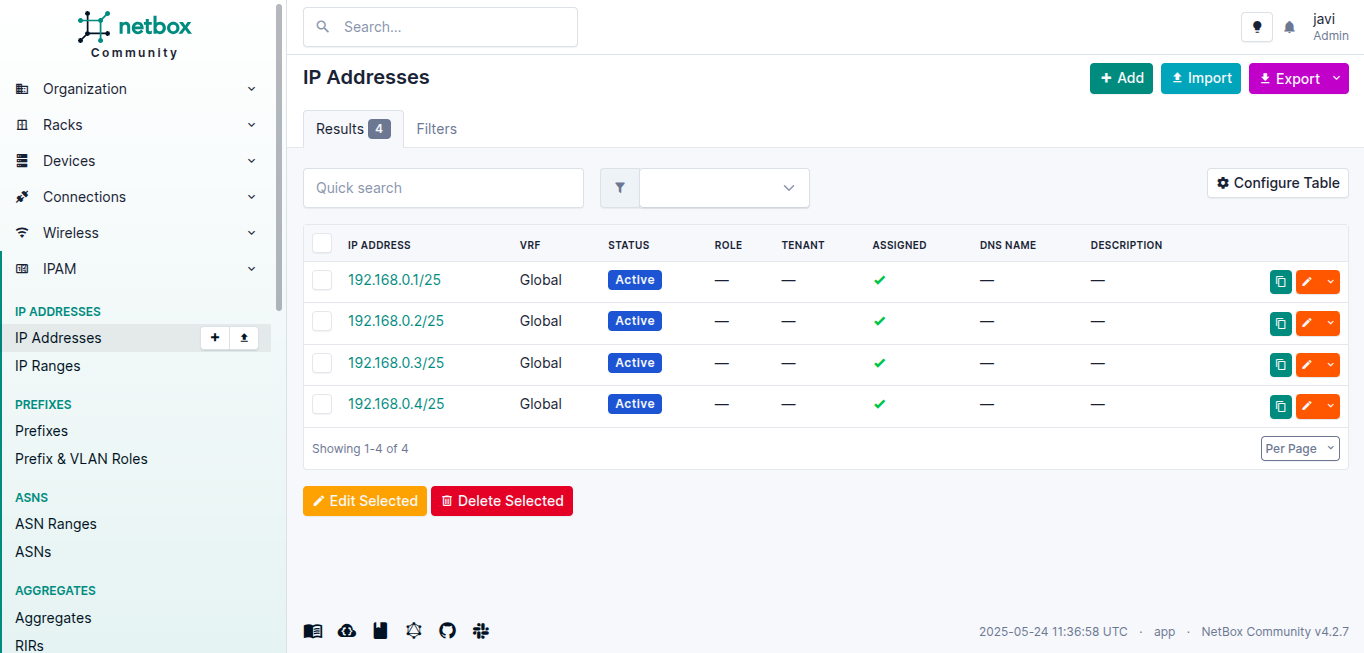 netbox
Community
Organization
Racks
Devices
Connections
Wireless
IPAM
IP ADDRESSES
IP Addresses
IP Ranges
PREFIXES
Prefixes
Prefix & VLAN Roles
ASNS
ASN Ranges
ASNs
AGGREGATES
Aggregates
RIRs
Search...
javi
Admin
IP Addresses
Add Import Export
Results 4 Filters
Quick search
Configure Table
IP ADDRESS VRF STATUS ROLE TENANT ASSIGNED DNS NAME DESCRIPTION
192.168.0.1/25 Global Active — — — —
192.168.0.2/25 Global Active — — — —
192.168.0.3/25 Global Active — — — —
192.168.0.4/25 Global Active — — — —
Showing 1-4 of 4 Per Page
Edit Selected Delete Selected
2025-05-24 11:36:58 UTC · app · NetBox Community v4.2.7